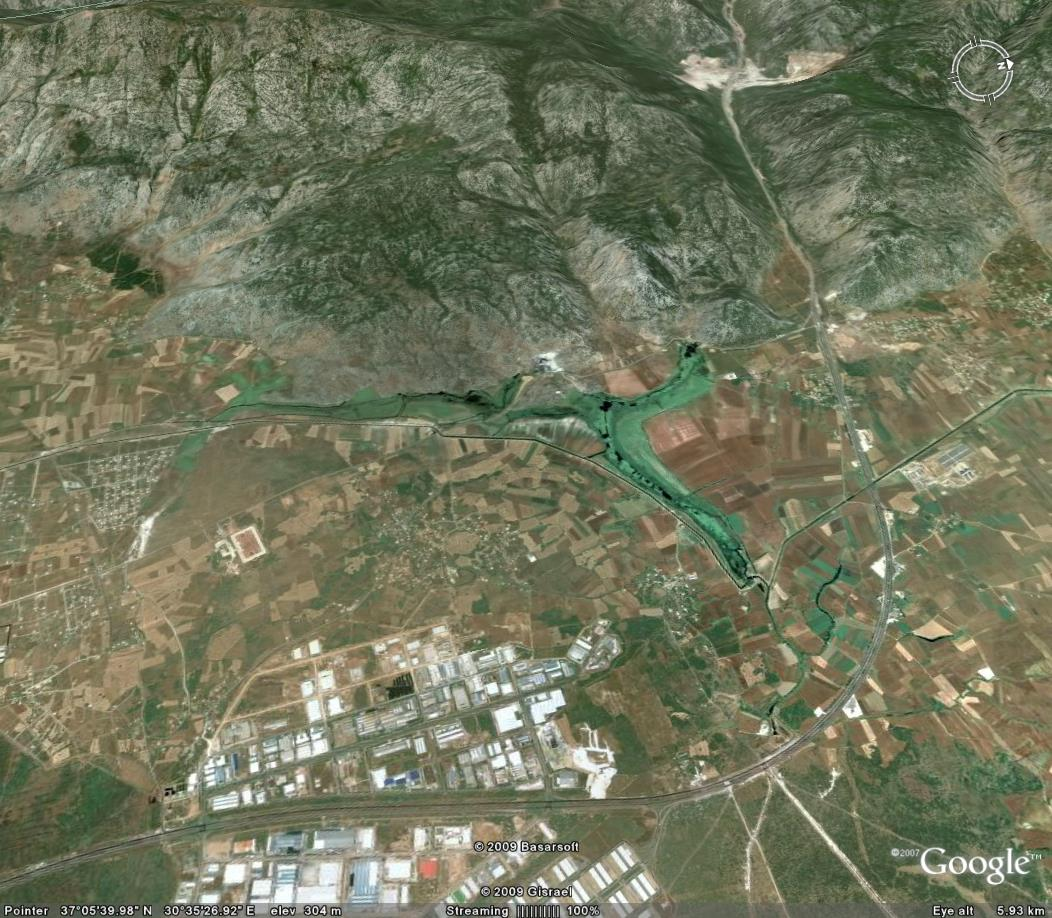 N
© 2009 Basarsoft
©2007 Google™
© 2009 Gisrael
Pointer 37°05'39.98" N 30°35'26.92" E elev 304 m Streaming ||||||||| 100% Eye alt 5.93 km